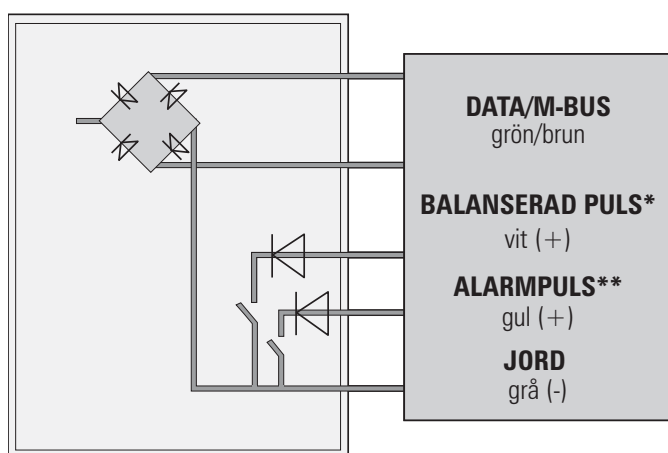 DATA/M-BUS
grön/brun
BALANSERAD PULS*
vit (+)
ALARMPULS**
gul (+)
JORD
grå (-)